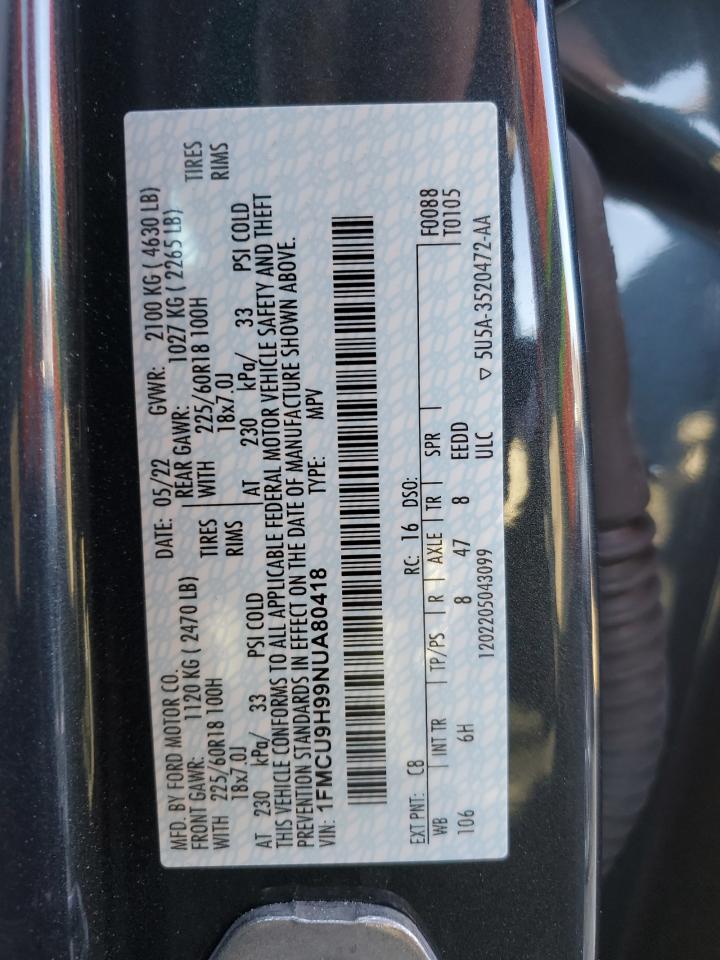 MFD. BY FORD MOTOR CO.
DATE: 05/22 GVWR: 2100 KG ( 4630 LB)
FRONT GAWR: 1120 KG ( 2470 LB) REAR GAWR: 1027 KG ( 2265 LB)
WITH 225/60R18 100H TIRES WITH 225/60R18 100H TIRES
18x7.0J RIMS 18x7.0J RIMS
AT 230 kPa/ 33 PSI COLD AT 230 kPa/ 33 PSI COLD
THIS VEHICLE CONFORMS TO ALL APPLICABLE FEDERAL MOTOR VEHICLE SAFETY AND THEFT
PREVENTION STANDARDS IN EFFECT ON THE DATE OF MANUFACTURE SHOWN ABOVE.
VIN: 1FMCU9H99NUA80418 TYPE: MPV
EXT PNT: C8 RC: 16 DSO: F0088
WB INT TR TP/PS R AXLE TR SPR T0105
106 6H 8 47 8 EEDD
1202205043099 ULC ▽ 5U5A-3520472-AA